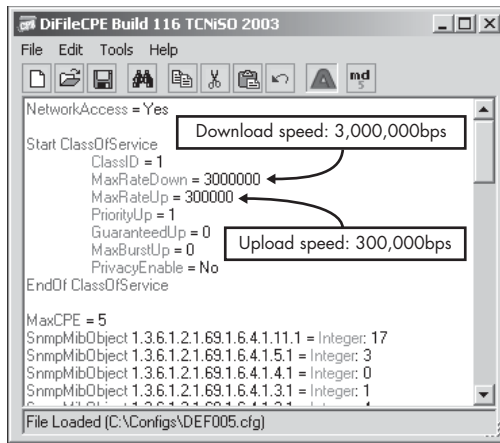 DiFileCPE Build 116 TCNiSO 2003
File Edit Tools Help
md
5
NetworkAccess = Yes
Download speed: 3,000,000bps
Start ClassOfService
ClassID = 1
MaxRateDown = 3000000
MaxRateUp = 300000
PriorityUp = 1
GuaranteedUp = 0
Upload speed: 300,000bps
MaxBurstUp = 0
PrivacyEnable = No
EndOf ClassOfService
MaxCPE = 5
SnmpMibObject 1.3.6.1.2.1.69.1.6.4.1.11.1 = Integer: 17
SnmpMibObject 1.3.6.1.2.1.69.1.6.4.1.5.1 = Integer: 3
SnmpMibObject 1.3.6.1.2.1.69.1.6.4.1.4.1 = Integer: 0
SnmpMibObject 1.3.6.1.2.1.69.1.6.4.1.3.1 = Integer: 1
File Loaded (C:\Configs\DEF005.cfg)